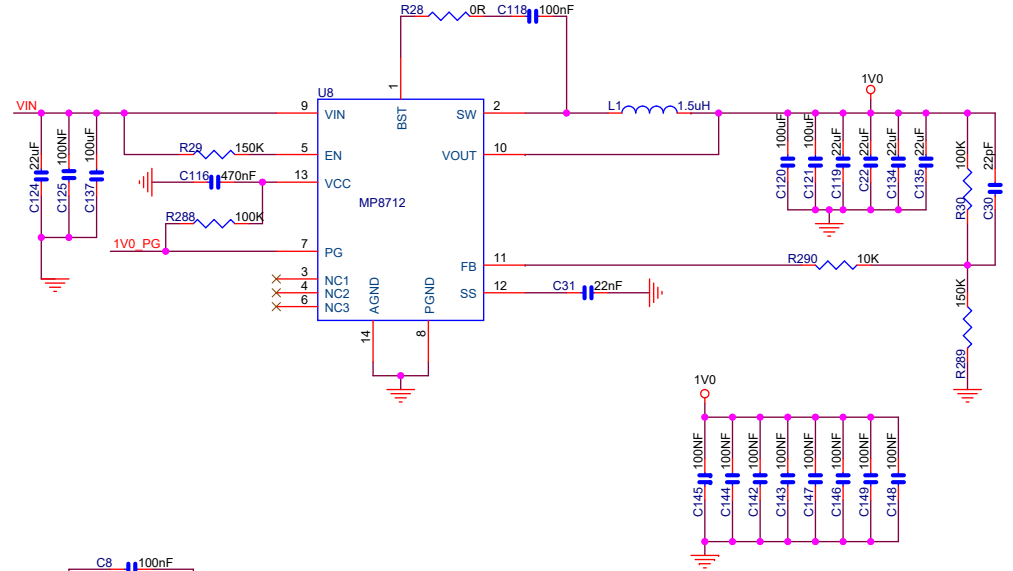 R28 0R C118 100nF
VIN
U8
1V0
9 VIN
1 BST
SW 2
L1 1.5uH
R29 150K
5 EN
VOUT 10
C116 470nF
13 VCC
MP8712
R288 100K
1V0_PG
7 PG
3 NC1
4 NC2
6 NC3
FB 11
SS 12
R290 10K
C31 22nF
AGND 14
PGND 8
C124 22uF
C125 100NF
C137 100uF
C120 100uF
C121 100uF
C119 22uF
C22 22uF
C134 22uF
C135 22uF
R30 100K
C30 22pF
R289 150K
1V0
C145 100NF
C144 100NF
C142 100NF
C143 100NF
C147 100NF
C146 100NF
C149 100NF
C148 100NF
C8 100nF